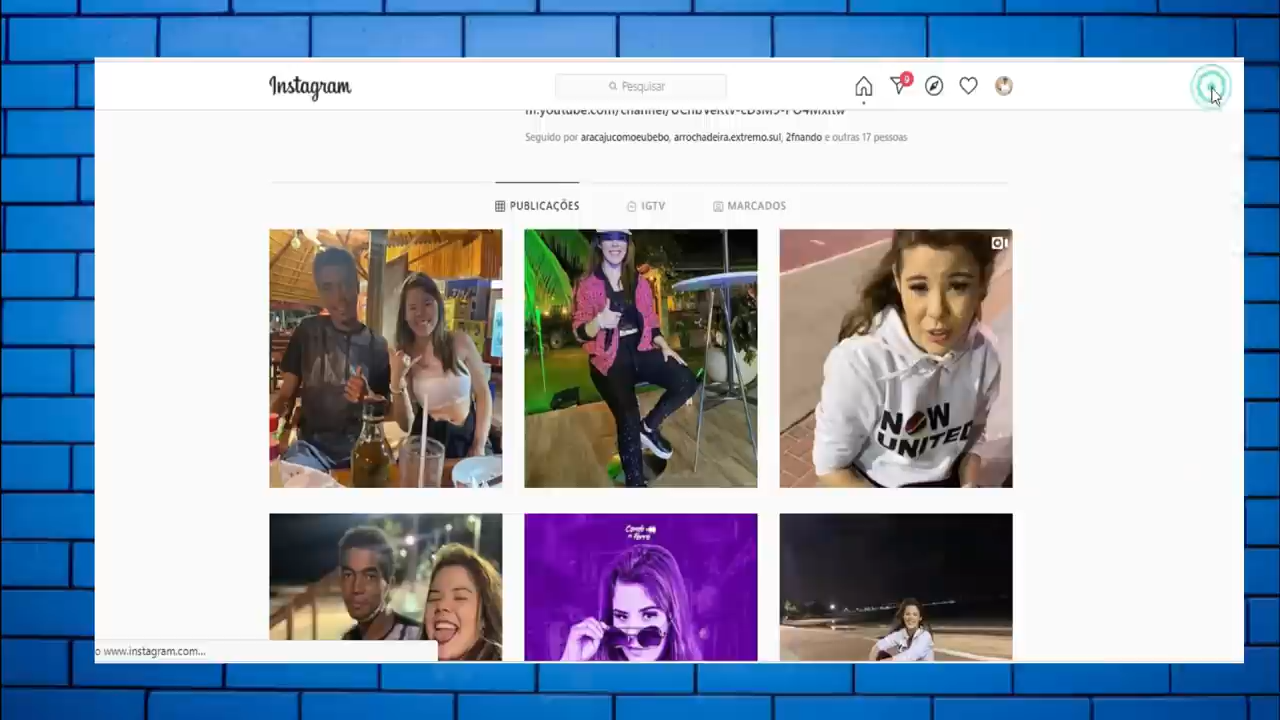 Instagram
Pesquisar
9
Seguido por aracajucomoeubebo, arrochadeira.extremo.sul, 2fnando e outras 17 pessoas
PUBLICAÇÕES
IGTV
MARCADOS
NOW
UNITED
o www.instagram.com...